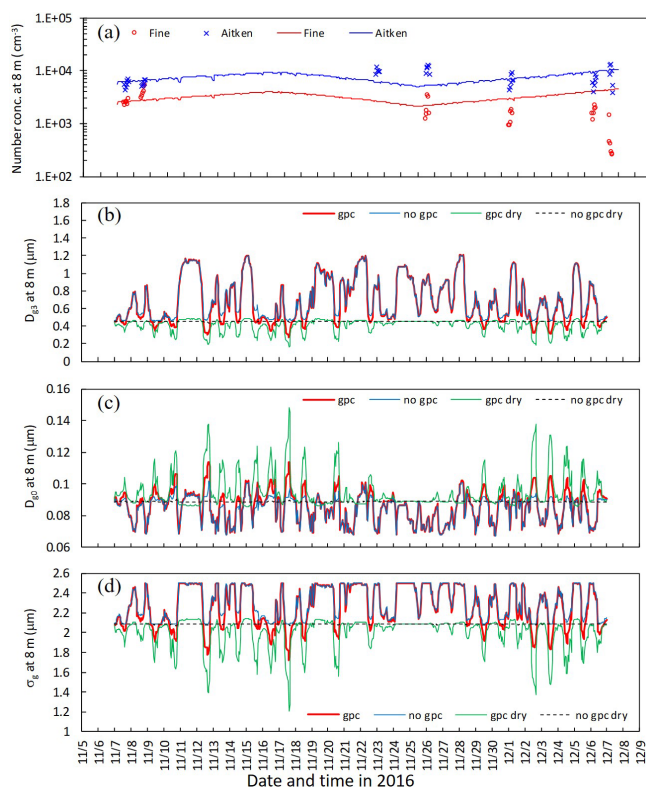 (a)
Fine Aitken Fine Aitken
Number conc. at 8 m (cm⁻³)
1.E+05
1.E+04
1.E+03
1.E+02
(b)
gpc no gpc gpc dry no gpc dry
Dg3 at 8 m (µm)
1.8
1.6
1.4
1.2
1
0.8
0.6
0.4
0.2
0
(c)
gpc no gpc gpc dry no gpc dry
Dg0 at 8 m (µm)
0.16
0.14
0.12
0.1
0.08
0.06
(d)
σg at 8 m (µm)
2.6
2.4
2.2
2
1.8
1.6
1.4
1.2
1
gpc no gpc gpc dry no gpc dry
11/5 11/6 11/7 11/8 11/9 11/10 11/11 11/12 11/13 11/14 11/15 11/16 11/17 11/18 11/19 11/20 11/21 11/22 11/23 11/24 11/25 11/26 11/27 11/28 11/29 11/30 12/1 12/2 12/3 12/4 12/5 12/6 12/7 12/8 12/9
Date and time in 2016